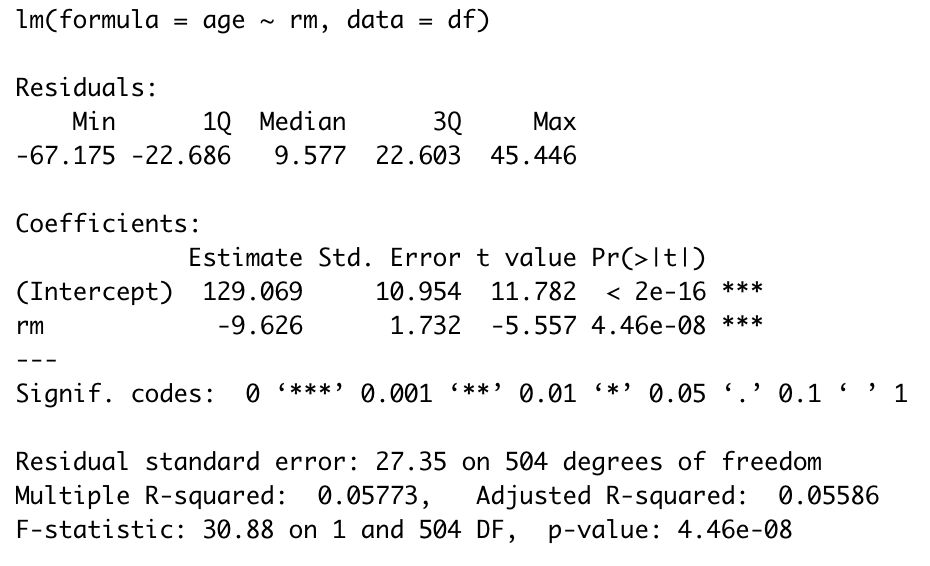 lm(formula = age ~ rm, data = df)
Residuals:
Min 1Q Median 3Q Max
-67.175 -22.686 9.577 22.603 45.446
Coefficients:
Estimate Std. Error t value Pr(>|t|)
(Intercept) 129.069 10.954 11.782 < 2e-16 ***
rm -9.626 1.732 -5.557 4.46e-08 ***
---
Signif. codes: 0 ‘***’ 0.001 ‘**’ 0.01 ‘*’ 0.05 ‘.’ 0.1 ‘ ’ 1
Residual standard error: 27.35 on 504 degrees of freedom
Multiple R-squared: 0.05773, Adjusted R-squared: 0.05586
F-statistic: 30.88 on 1 and 504 DF, p-value: 4.46e-08